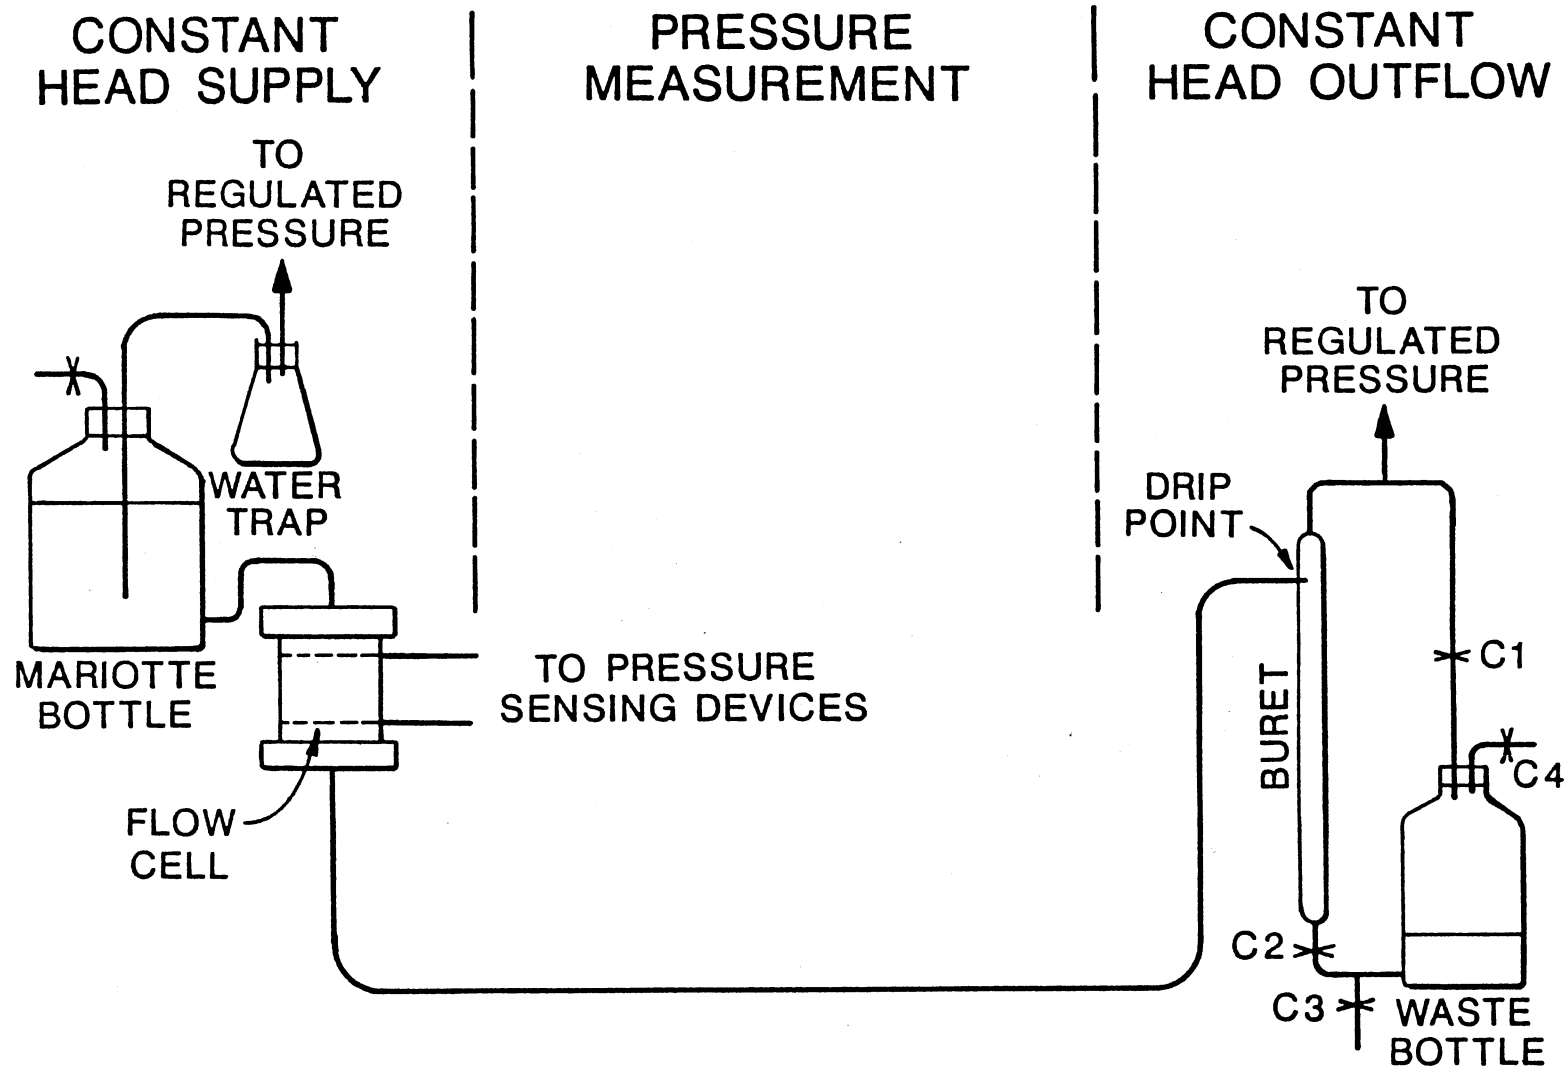 CONSTANT
HEAD SUPPLY
PRESSURE
MEASUREMENT
CONSTANT
HEAD OUTFLOW
TO
REGULATED
PRESSURE
WATER
TRAP
MARIOTTE
BOTTLE
TO PRESSURE
SENSING DEVICES
FLOW
CELL
TO
REGULATED
PRESSURE
DRIP
POINT
BURET
C1
C4
C2
C3
WASTE
BOTTLE